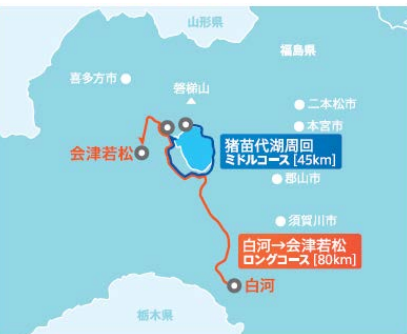 山形県
福島県
喜多方市
磐梯山
二本松市
本宮市
猪苗代湖周回
ミドルコース [45km]
会津若松
郡山市
須賀川市
白河→会津若松
ロングコース [80km]
白河
栃木県